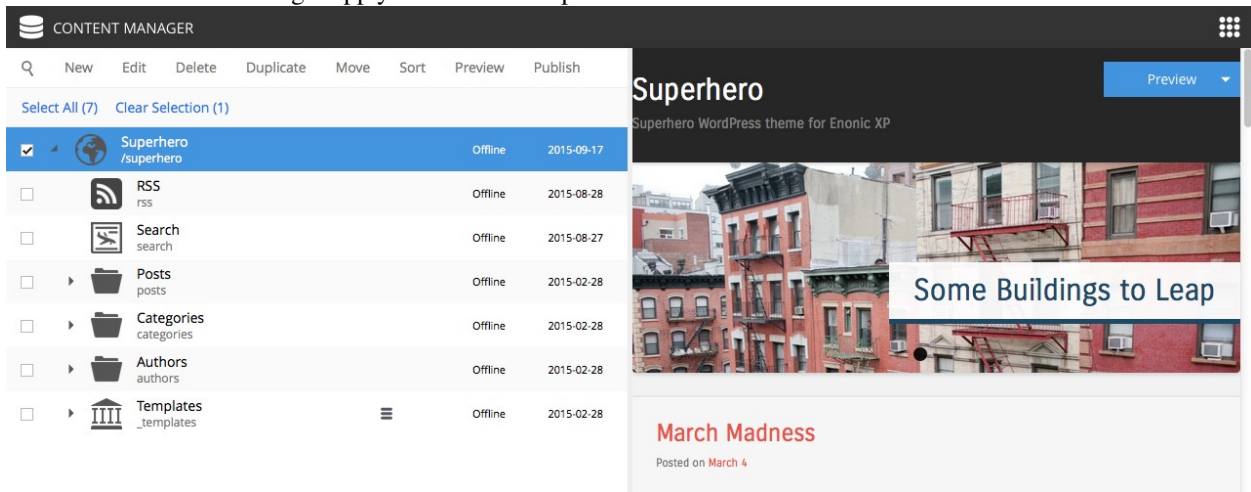 CONTENT MANAGER
New Edit Delete Duplicate Move Sort Preview Publish
Select All (7) Clear Selection (1)
Superhero
/superhero
Offline 2015-09-17
RSS
rss
Offline 2015-08-28
Search
search
Offline 2015-08-27
Posts
posts
Offline 2015-02-28
Categories
categories
Offline 2015-02-28
Authors
authors
Offline 2015-02-28
Templates
_templates
Offline 2015-02-28
Superhero
Preview
Superhero WordPress theme for Enonic XP
Some Buildings to Leap
March Madness
Posted on March 4